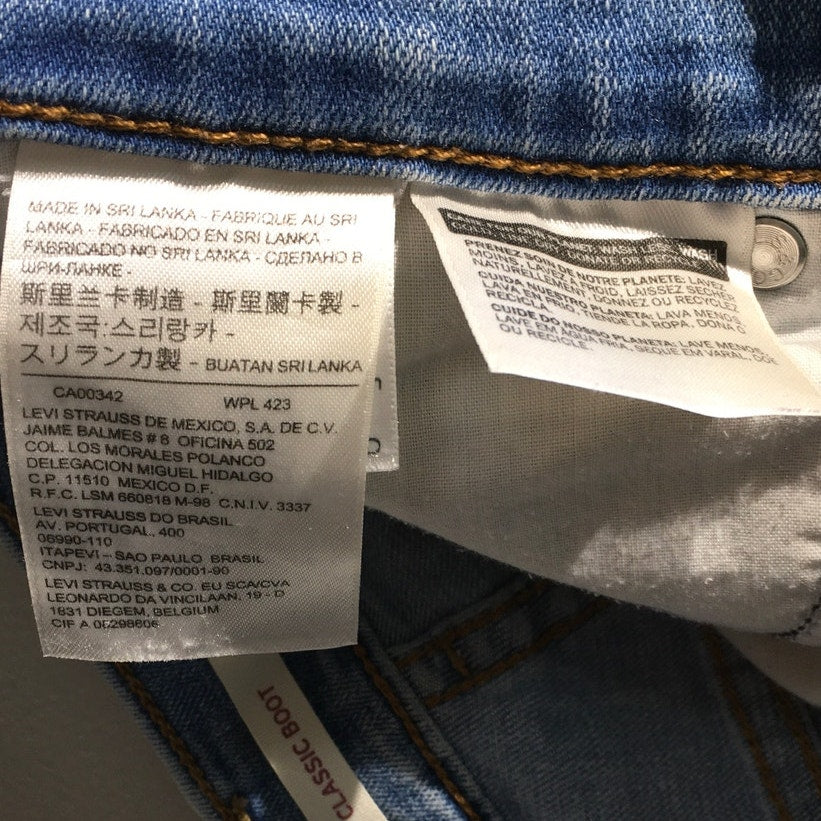 MADE IN SRI LANKA - FABRIQUE AU SRI
LANKA - FABRICADO EN SRI LANKA -
FABRICADO NO SRI LANKA - СДЕЛАНО В
ШРИ-ЛАНКЕ -
斯里兰卡制造 - 斯里蘭卡製 -
제조국:스리랑카 -
スリランカ製 - BUATAN SRI LANKA
CA00342 WPL 423
LEVI STRAUSS DE MEXICO, S.A. DE C.V.
JAIME BALMES # 8 OFICINA 502
COL. LOS MORALES POLANCO
DELEGACION MIGUEL HIDALGO
C.P. 11510 MEXICO D.F.
R.F.C. LSM 660818 M-98 C.N.I.V. 3337
LEVI STRAUSS DO BRASIL
AV. PORTUGAL, 400
06990-110
ITAPEVI - SAO PAULO BRASIL
CNPJ: 43.351.097/0001-90
LEVI STRAUSS & CO. EU SCA/CVA
LEONARDO DA VINCILAAN, 19 - D
1831 DIEGEM, BELGIUM
CIF A 08298606
WASH
PRENEZ SOIN DE NOTRE PLANETE: LAVEZ
MOINS, LAVEZ A FROID, LAISSEZ SECHER
NATURELLEMENT, DONNEZ OU RECYCLEZ
CUIDA NUESTRO PLANETA: LAVA MENOS
RECICLA. FRIA, TIENDE LA ROPA, DONA O
CUIDE DO NOSSO PLANETA: LAVE MENOS
LAVE EM AGUA FRIA, SEQUE EM VARAL, DOE
OU RECICLE.
CLASSIC BOOT